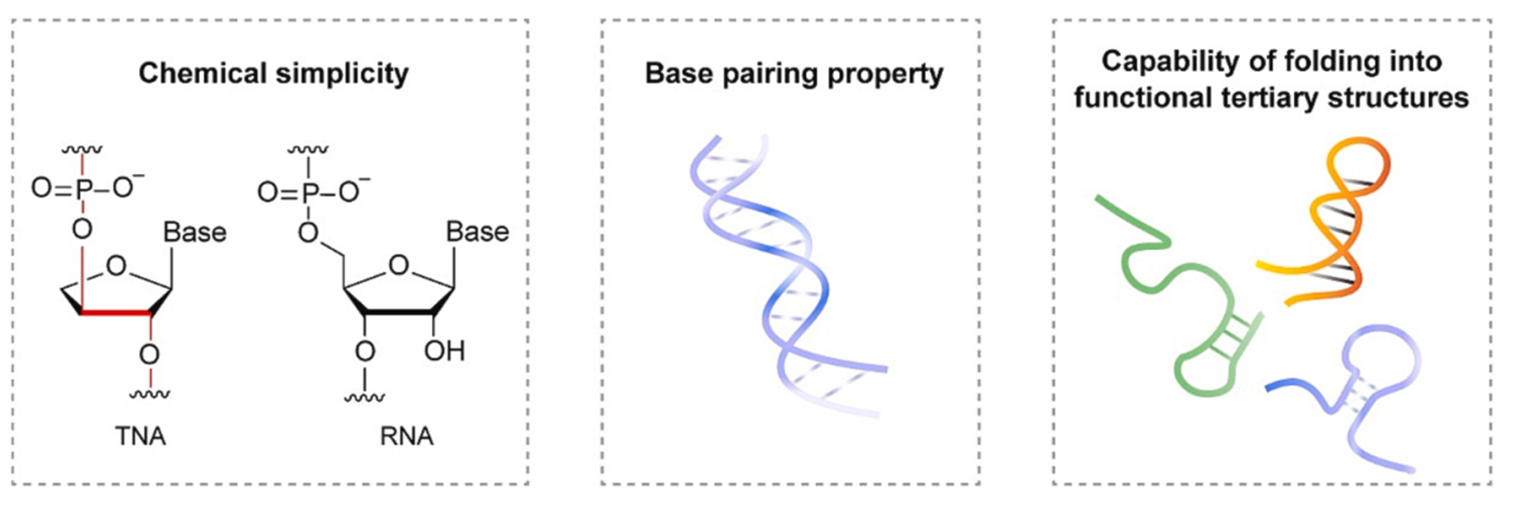 Chemical simplicity
O=P–O⁻
O
Base
O
O
TNA
O=P–O⁻
O
Base
O
O
OH
RNA
Base pairing property
Capability of folding into
functional tertiary structures